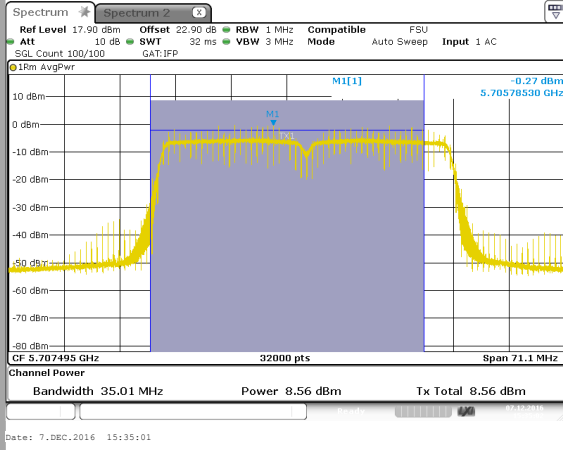 Spectrum Spectrum 2 X
Ref Level 17.90 dBm Offset 22.90 dB RBW 1 MHz Compatible FSU
Att 10 dB SWT 32 ms VBW 3 MHz Mode Auto Sweep Input 1 AC
SGL Count 100/100 GAT:IFP
1Rm AvgPwr
M1[1] -0.27 dBm
5.70578530 GHz
10 dBm
M1
0 dBm
Tx1
-10 dBm
-20 dBm
-30 dBm
-40 dBm
-50 dBm
-60 dBm
-70 dBm
-80 dBm
CF 5.707495 GHz 32000 pts Span 71.1 MHz
Channel Power
Bandwidth 35.01 MHz Power 8.56 dBm Tx Total 8.56 dBm
Ready 07.12.2016
Date: 7.DEC.2016 15:35:01